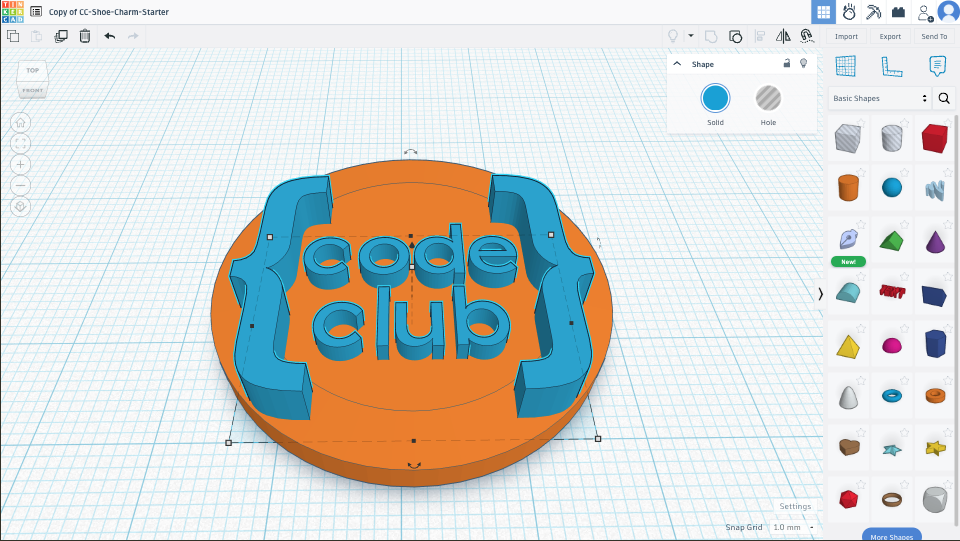 TIN
KER
CAD
Copy of CC-Shoe-Charm-Starter
Import
Export
Send To
TOP
FRONT
Shape
Solid
Hole
Basic Shapes
New!
code
club
Settings
Snap Grid 1.0 mm
More Shapes